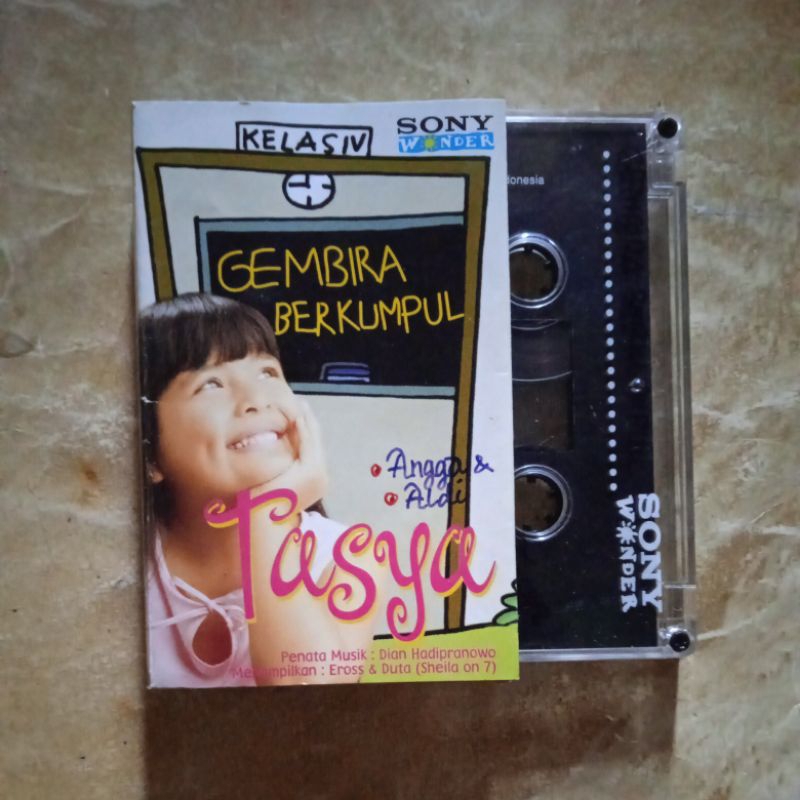 KELAS IV
SONY
WONDER
GEMBIRA
BERKUMPUL
Angga &
Aldi
Tasya
Penata Musik : Dian Hadipranowo
Menampilkan : Eross & Duta (Sheila on 7)
donesia
SONY
WONDER